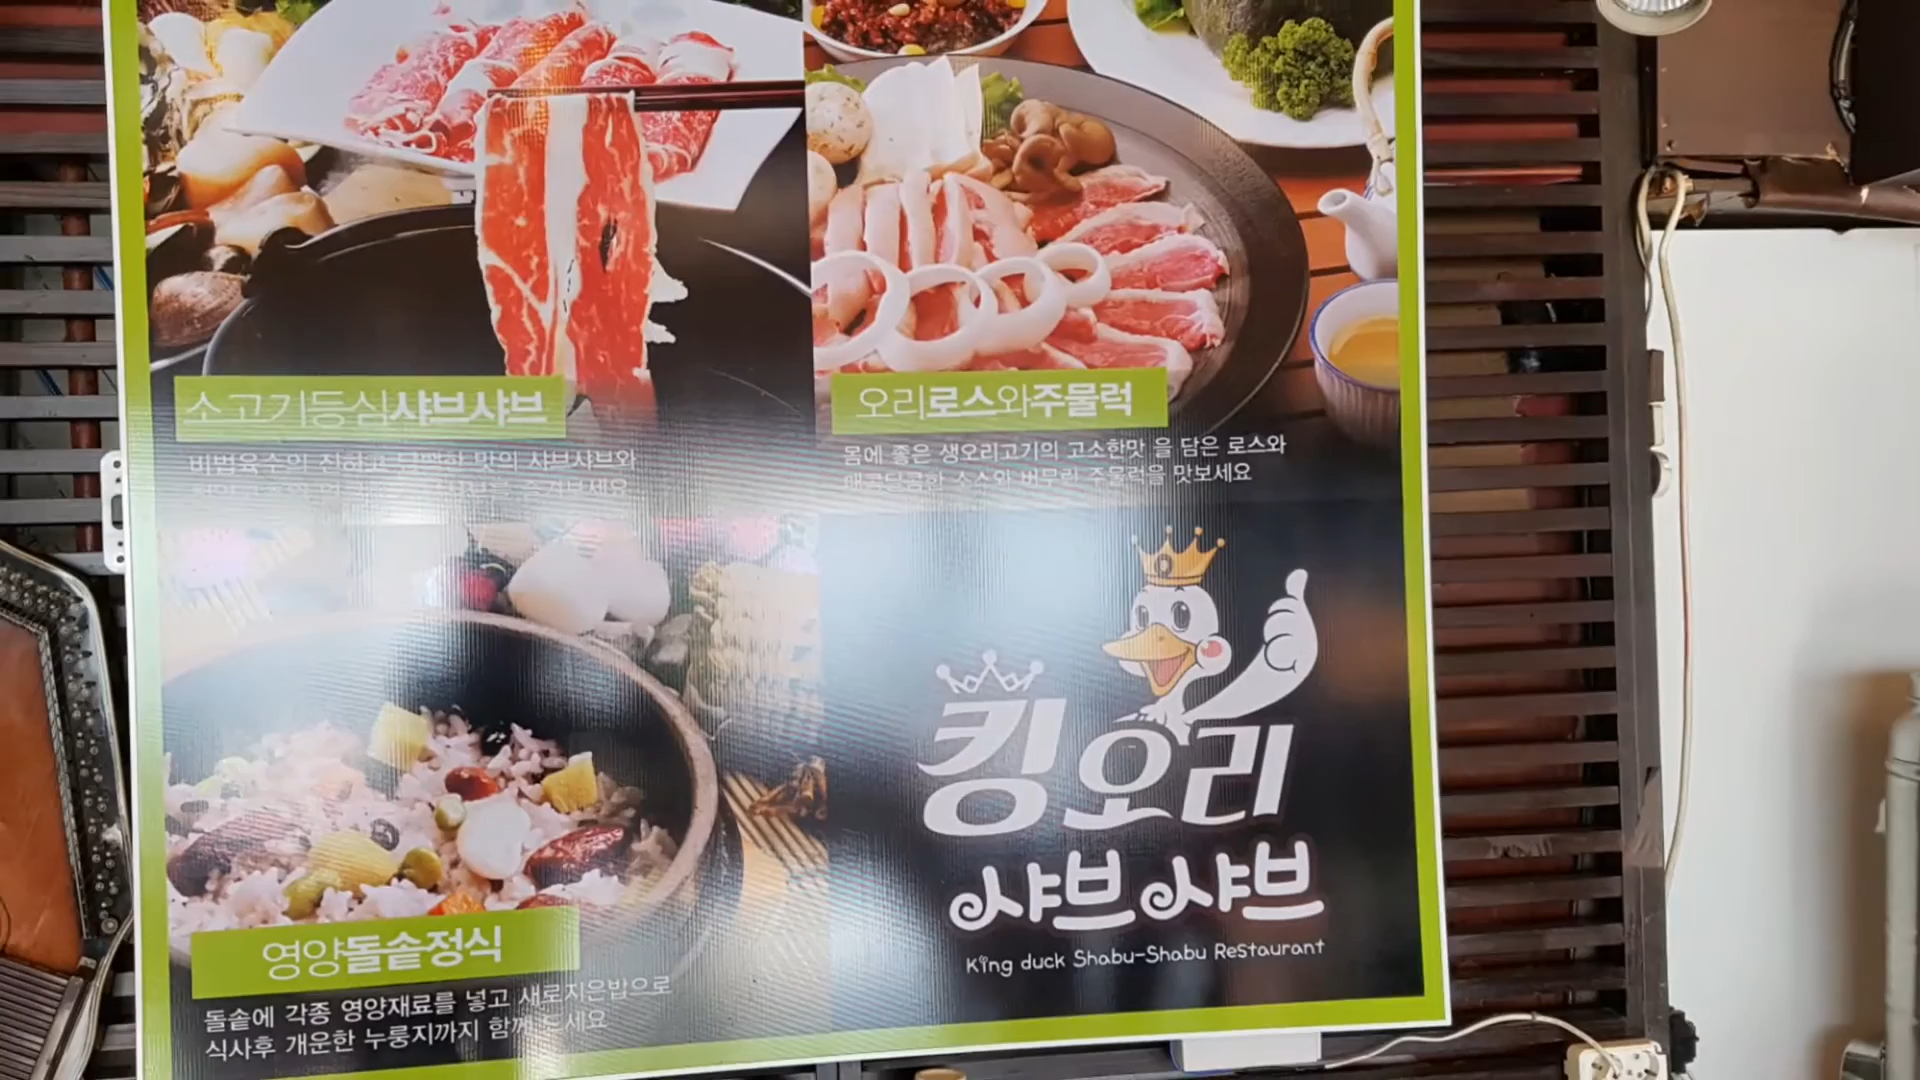 소고기등심샤브샤브
비법육수의 진하고 담백한 맛의 샤브샤브와
오리로스와주물럭
몸에 좋은 생오리고기의 고소한맛 을 담은 로스와
매콤달콤한 소스와 버무린 주물럭을 맛보세요
영양돌솥정식
돌솥에 각종 영양재료를 넣고 새로지은밥으로
식사후 개운한 누룽지까지 함께 드세요
킹오리
샤브샤브
King duck Shabu-Shabu Restaurant